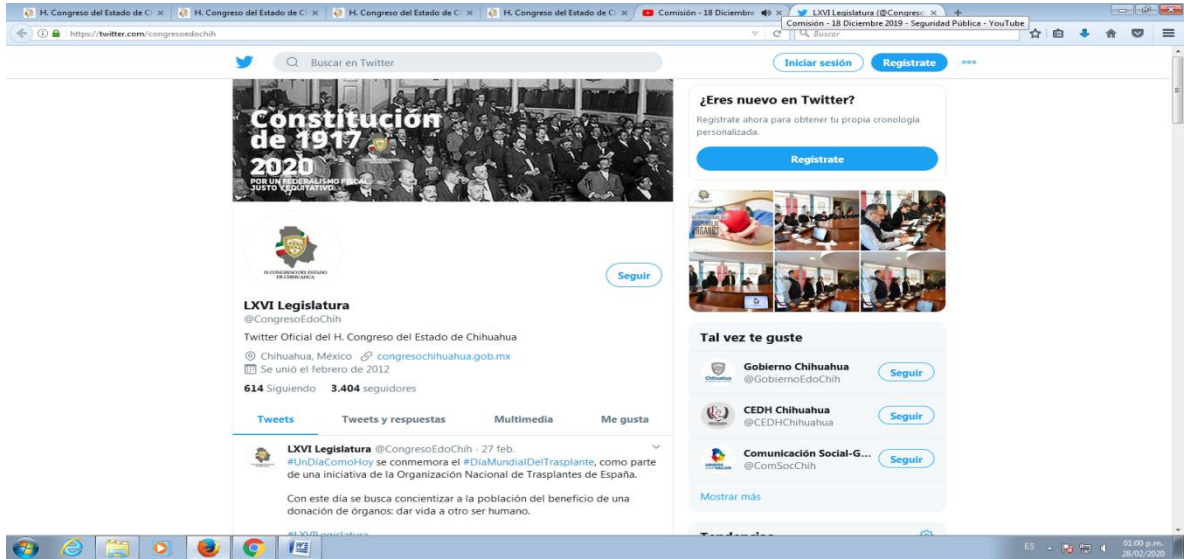 H. Congreso del Estado de C
H. Congreso del Estado de C
H. Congreso del Estado de C
H. Congreso del Estado de C
Comisión - 18 Diciembre
LXVI Legislatura (@Congresc
Comisión - 18 Diciembre 2019 - Seguridad Pública - YouTube
https://twitter.com/congresoedochih
Buscar
Buscar en Twitter
Iniciar sesión
Regístrate
Constitución
de 1917
2020
POR UN FEDERALISMO FISCAL
JUSTO Y EQUITATIVO.
H. CONGRESO DEL ESTADO
DE CHIHUAHUA
Seguir
LXVI Legislatura
@CongresoEdoChih
Twitter Oficial del H. Congreso del Estado de Chihuahua
Chihuahua, México congresochihuahua.gob.mx
Se unió el febrero de 2012
614 Siguiendo 3.404 seguidores
Tweets Tweets y respuestas Multimedia Me gusta
LXVI Legislatura @CongresoEdoChih · 27 feb.
#UnDíaComoHoy se conmemora el #DíaMundialDelTrasplante, como parte
de una iniciativa de la Organización Nacional de Trasplantes de España.
Con este día se busca concientizar a la población del beneficio de una
donación de órganos: dar vida a otro ser humano.
¿Eres nuevo en Twitter?
Regístrate ahora para obtener tu propia cronología
personalizada.
Regístrate
Tal vez te guste
Gobierno Chihuahua
@GobiernoEdoChih
Seguir
CEDH Chihuahua
@CEDHChihuahua
Seguir
Comunicación Social-G...
@ComSocChih
Seguir
Mostrar más
Tendencias
ES
01:00 p.m.
28/02/2020